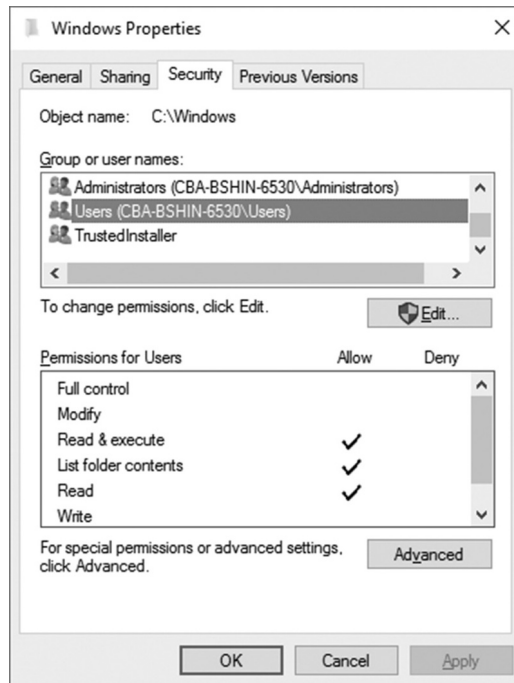 Windows Properties
General Sharing Security Previous Versions
Object name: C:\Windows
Group or user names:
Administrators (CBA-BSHIN-6530\Administrators)
Users (CBA-BSHIN-6530\Users)
TrustedInstaller
To change permissions, click Edit.
Edit...
Permissions for Users Allow Deny
Full control
Modify
Read & execute
List folder contents
Read
Write
For special permissions or advanced settings,
click Advanced.
Advanced
OK Cancel Apply